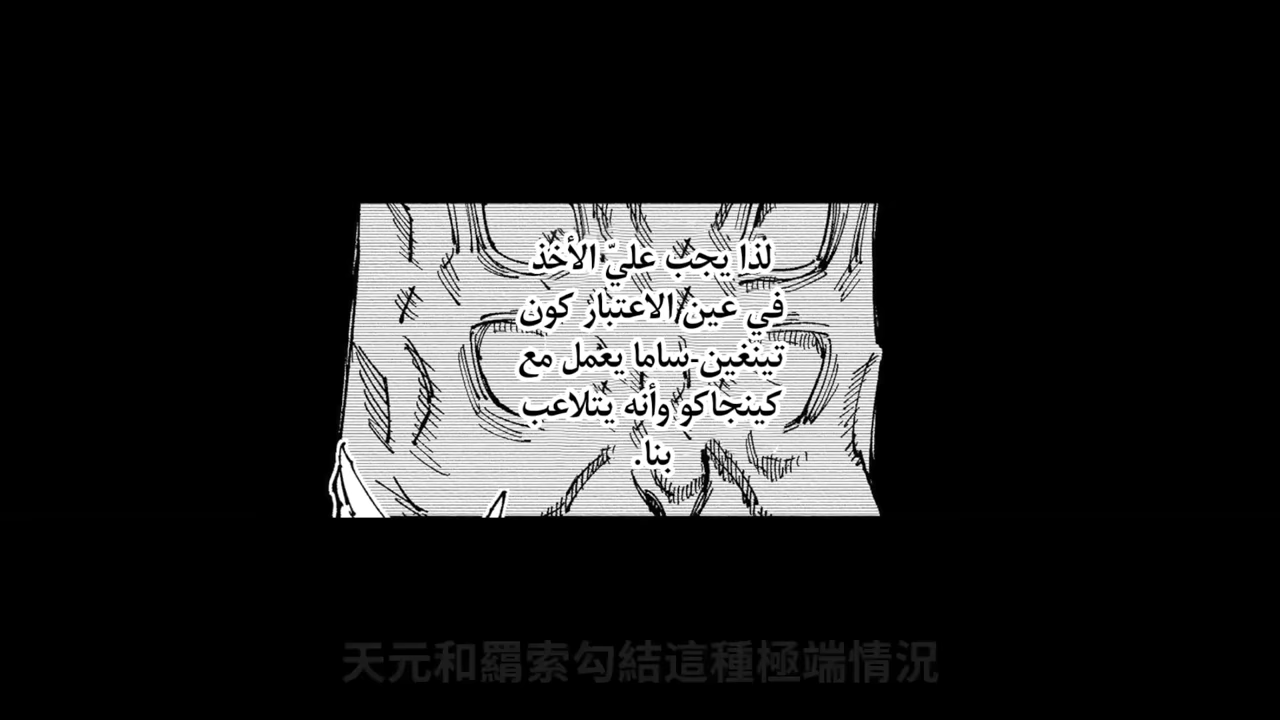 لذا يجب عليّ الأخذ
في عين الاعتبار كون
تينغين-ساما يعمل مع
كينجاكو وأنه يتلاعب
بنا.
天元和羂索勾結這種極端情況